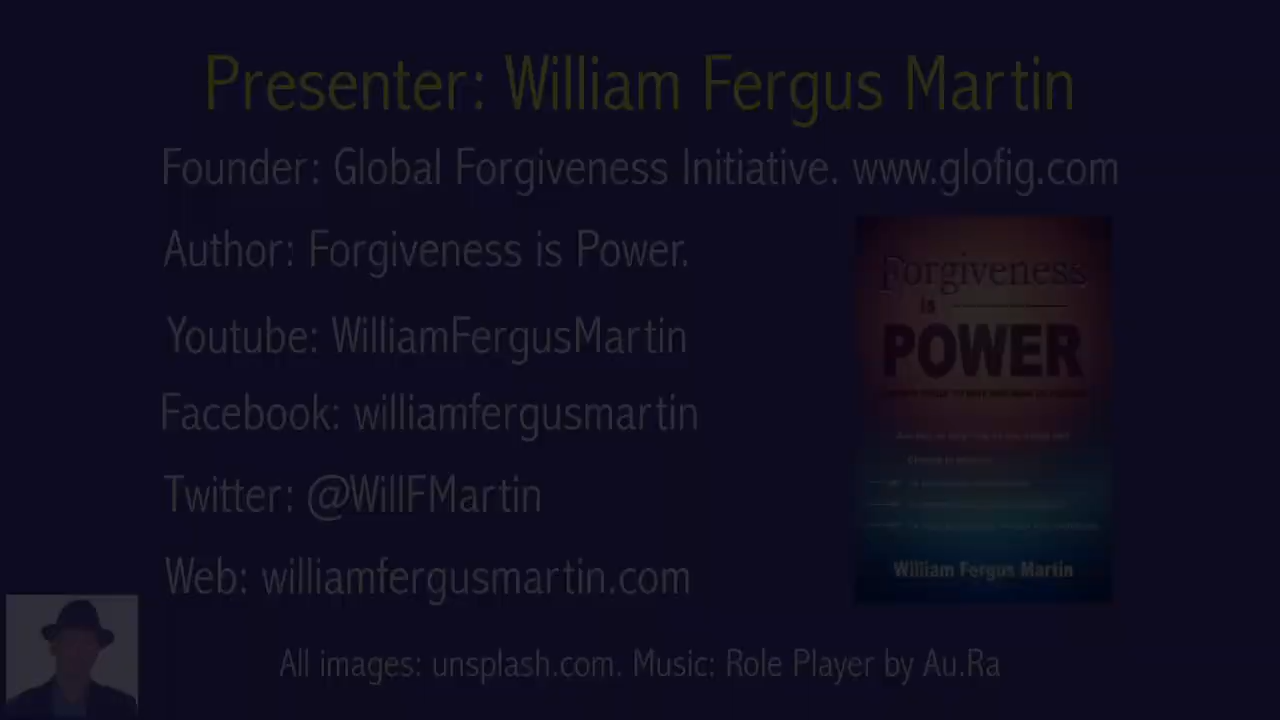 Presenter: William Fergus Martin
Founder: Global Forgiveness Initiative. www.glofig.com
Author: Forgiveness is Power.
Youtube: WilliamFergusMartin
Facebook: williamfergusmartin
Twitter: @WillFMartin
Web: williamfergusmartin.com
Forgiveness
is
POWER
William Fergus Martin
All images: unsplash.com. Music: Role Player by Au.Ra